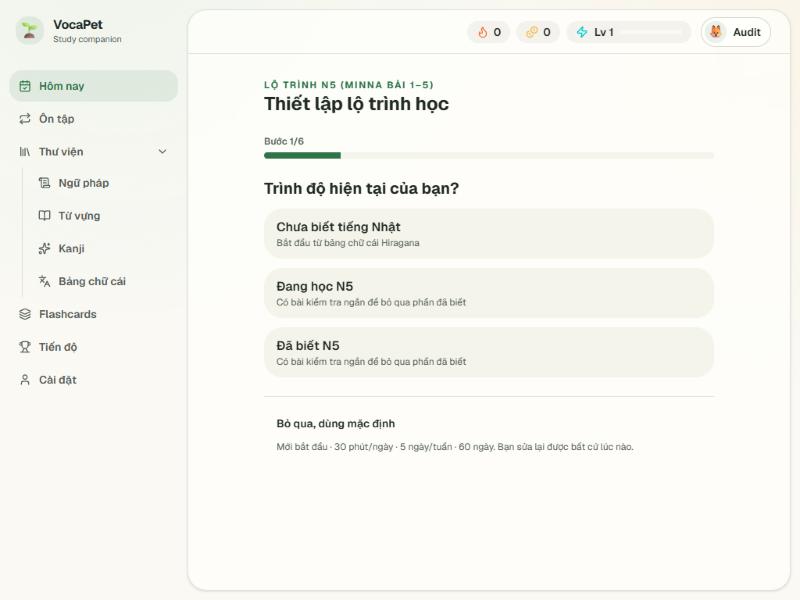 VocaPet
Study companion
Hôm nay
Ôn tập
Thư viện
Ngữ pháp
Từ vựng
Kanji
Bảng chữ cái
Flashcards
Tiến độ
Cài đặt
0
0
Lv 1
Audit
LỘ TRÌNH N5 (MINNA BÀI 1–5)
Thiết lập lộ trình học
Bước 1/6
Trình độ hiện tại của bạn?
Chưa biết tiếng Nhật
Bắt đầu từ bảng chữ cái Hiragana
Đang học N5
Có bài kiểm tra ngắn để bỏ qua phần đã biết
Đã biết N5
Có bài kiểm tra ngắn để bỏ qua phần đã biết
Bỏ qua, dùng mặc định
Mới bắt đầu · 30 phút/ngày · 5 ngày/tuần · 60 ngày. Bạn sửa lại được bất cứ lúc nào.